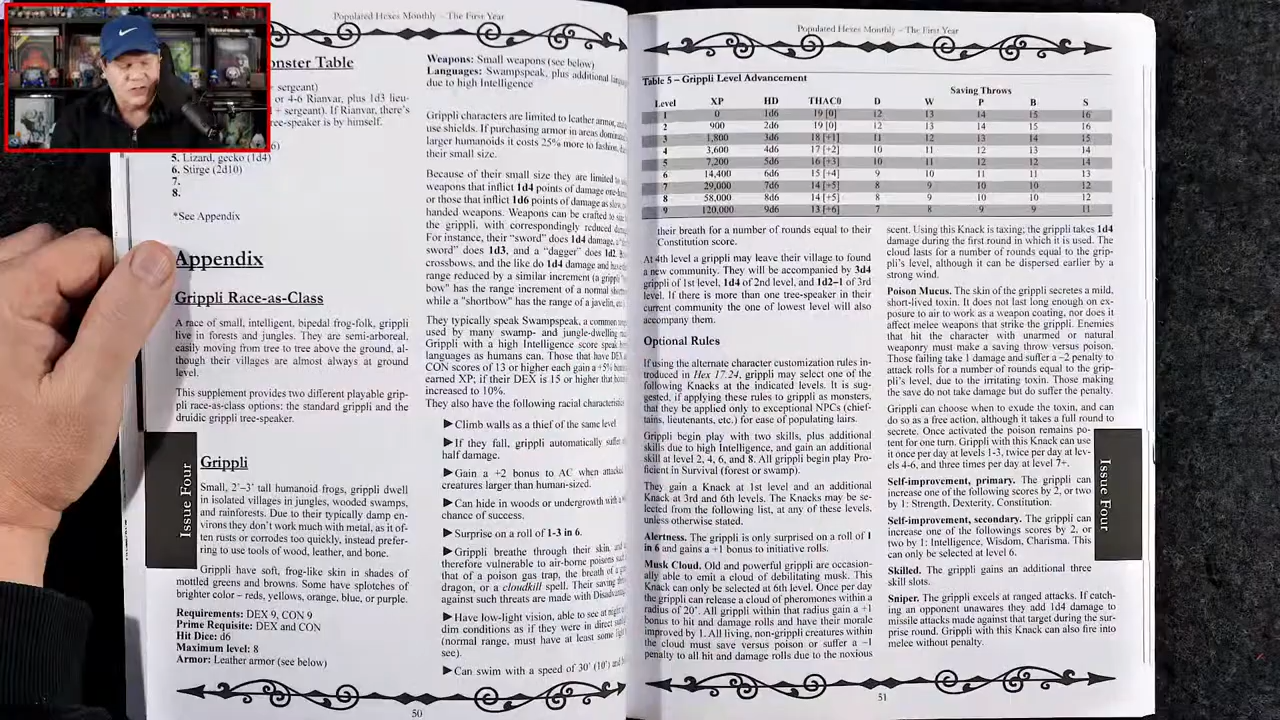 Populated Hexes Monthly – The First Year
onster Table
sergeant)
or 4-6 Rianvar, plus 1d3 lieu-
+ sergeant). If Rianvar, there's
tree-speaker is by himself.
5. Lizard, gecko (1d4)
6. Stirge (2d10)
7.
8.
*See Appendix
Appendix
Grippli Race-as-Class
A race of small, intelligent, bipedal frog-folk, grippli
live in forests and jungles. They are semi-arboreal,
easily moving from tree to tree above the ground, al-
though their villages are almost always at ground
level.
This supplement provides two different playable grip-
pli race-as-class options: the standard grippli and the
druidic grippli tree-speaker.
Grippli
Small, 2'–3' tall humanoid frogs, grippli dwell
in isolated villages in jungles, wooded swamps,
and rainforests. Due to their typically damp en-
virons they don't work much with metal, as it of-
ten rusts or corrodes too quickly, instead prefer-
ring to use tools of wood, leather, and bone.
Grippli have soft, frog-like skin in shades of
mottled greens and browns. Some have splotches of
brighter color – reds, yellows, orange, blue, or purple.
Requirements: DEX 9, CON 9
Prime Requisite: DEX and CON
Hit Dice: d6
Maximum level: 8
Armor: Leather armor (see below)
Issue Four
Weapons: Small weapons (see below)
Languages: Swampspeak, plus additional
due to high Intelligence
Grippli characters are limited to leather armor,
use shields. If purchasing armor in areas
larger humanoids it costs 25% more to fashion,
their small size.
Because of their small size they are limited
weapons that inflict 1d4 points of damage
or those that inflict 1d6 points of damage as
handed weapons. Weapons can be crafted to
the grippli, with correspondingly reduced
For instance, their "sword" does 1d4 damage,
sword" does 1d3, and a "dagger" does 1d2.
crossbows, and the like do 1d4 damage and
range reduced by a similar increment (a
bow" has the range increment of a normal
while a "shortbow" has the range of a javelin,
They typically speak Swampspeak, a common
used by many swamp- and jungle-dwelling
Grippli with a high Intelligence score speak
languages as humans can. Those that have DEX
CON scores of 13 or higher each gain a +5%
earned XP; if their DEX is 15 or higher that
increased to 10%.
They also have the following racial
▶ Climb walls as a thief of the same level
▶ If they fall, grippli automatically
half damage.
▶ Gain a +2 bonus to AC when attacked
creatures larger than human-sized.
▶ Can hide in woods or undergrowth with
chance of success.
▶ Surprise on a roll of 1-3 in 6.
▶ Grippli breathe through their skin, and
therefore vulnerable to air-borne poisons
that of a poison gas trap, the breath of a
dragon, or a cloudkill spell. Their saving
against such threats are made with
▶ Have low-light vision, able to see at
dim conditions as if they were in direct
(normal range, must have at least some
see).
▶ Can swim with a speed of 30' (10') and
50
Populated Hexes Monthly – The First Year
Table 5 – Grippli Level Advancement
Saving Throws
Level XP HD THAC0 D W P B S
1 0 1d6 19 [0] 12 13 14 15 16
2 900 2d6 19 [0] 12 13 14 15 16
3 1,800 3d6 18 [+1] 11 12 13 14 15
4 3,600 4d6 17 [+2] 10 11 12 13 14
5 7,200 5d6 16 [+3] 10 11 12 12 14
6 14,400 6d6 15 [+4] 9 10 11 11 13
7 29,000 7d6 14 [+5] 8 9 10 10 12
8 58,000 8d6 14 [+5] 8 9 10 10 12
9 120,000 9d6 13 [+6] 7 8 9 9 11
their breath for a number of rounds equal to their
Constitution score.
At 4th level a grippli may leave their village to found
a new community. They will be accompanied by 3d4
grippli of 1st level, 1d4 of 2nd level, and 1d2–1 of 3rd
level. If there is more than one tree-speaker in their
current community the one of lowest level will also
accompany them.
Optional Rules
If using the alternate character customization rules in-
troduced in Hex 17.24, grippli may select one of the
following Knacks at the indicated levels. It is sug-
gested, if applying these rules to grippli as monsters,
that they be applied only to exceptional NPCs (chief-
tains, lieutenants, etc.) for ease of populating lairs.
Grippli begin play with two skills, plus additional
skills due to high Intelligence, and gain an additional
skill at level 2, 4, 6, and 8. All grippli begin play Pro-
ficient in Survival (forest or swamp).
They gain a Knack at 1st level and an additional
Knack at 3rd and 6th levels. The Knacks may be se-
lected from the following list, at any of these levels,
unless otherwise stated.
Alertness. The grippli is only surprised on a roll of 1
in 6 and gains a +1 bonus to initiative rolls.
Musk Cloud. Old and powerful grippli are occasion-
ally able to emit a cloud of debilitating musk. This
Knack can only be selected at 6th level. Once per day
the grippli can release a cloud of pheromones within a
radius of 20'. All grippli within that radius gain a +1
bonus to hit and damage rolls and have their morale
improved by 1. All living, non-grippli creatures within
the cloud must save versus poison or suffer a −1
penalty to all hit and damage rolls due to the noxious
scent. Using this Knack is taxing; the grippli takes 1d4
damage during the first round in which it is used. The
cloud lasts for a number of rounds equal to the grip-
pli's level, although it can be dispersed earlier by a
strong wind.
Poison Mucus. The skin of the grippli secretes a mild,
short-lived toxin. It does not last long enough on ex-
posure to air to work as a weapon coating, nor does it
affect melee weapons that strike the grippli. Enemies
that hit the character with unarmed or natural
weaponry must make a saving throw versus poison.
Those failing take 1 damage and suffer a −2 penalty to
attack rolls for a number of rounds equal to the grip-
pli's level, due to the irritating toxin. Those making
the save do not take damage but do suffer the penalty.
Grippli can choose when to exude the toxin, and can
do so as a free action, although it takes a full round to
secrete. Once activated the poison remains po-
tent for one turn. Grippli with this Knack can use
it once per day at levels 1-3, twice per day at lev-
els 4-6, and three times per day at level 7+.
Self-improvement, primary. The grippli can
increase one of the following scores by 2, or two
by 1: Strength, Dexterity, Constitution.
Self-improvement, secondary. The grippli can
increase one of the followings scores by 2, or
two by 1: Intelligence, Wisdom, Charisma. This
can only be selected at level 6.
Skilled. The grippli gains an additional three
skill slots.
Sniper. The grippli excels at ranged attacks. If catch-
ing an opponent unawares they add 1d4 damage to
missile attacks made against that target during the sur-
prise round. Grippli with this Knack can also fire into
melee without penalty.
Issue Four
51